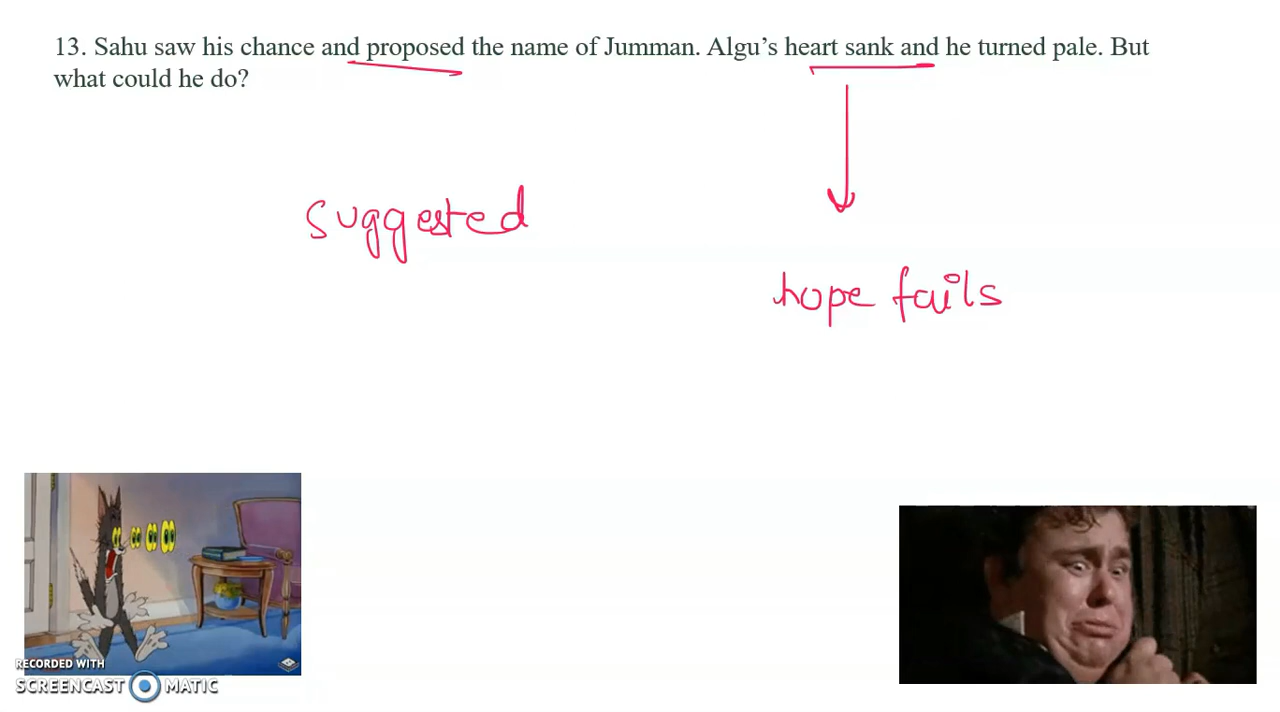 13. Sahu saw his chance and proposed the name of Jumman. Algu’s heart sank and he turned pale. But
what could he do?
suggested
hope fails
RECORDED WITH
SCREENCAST MATIC